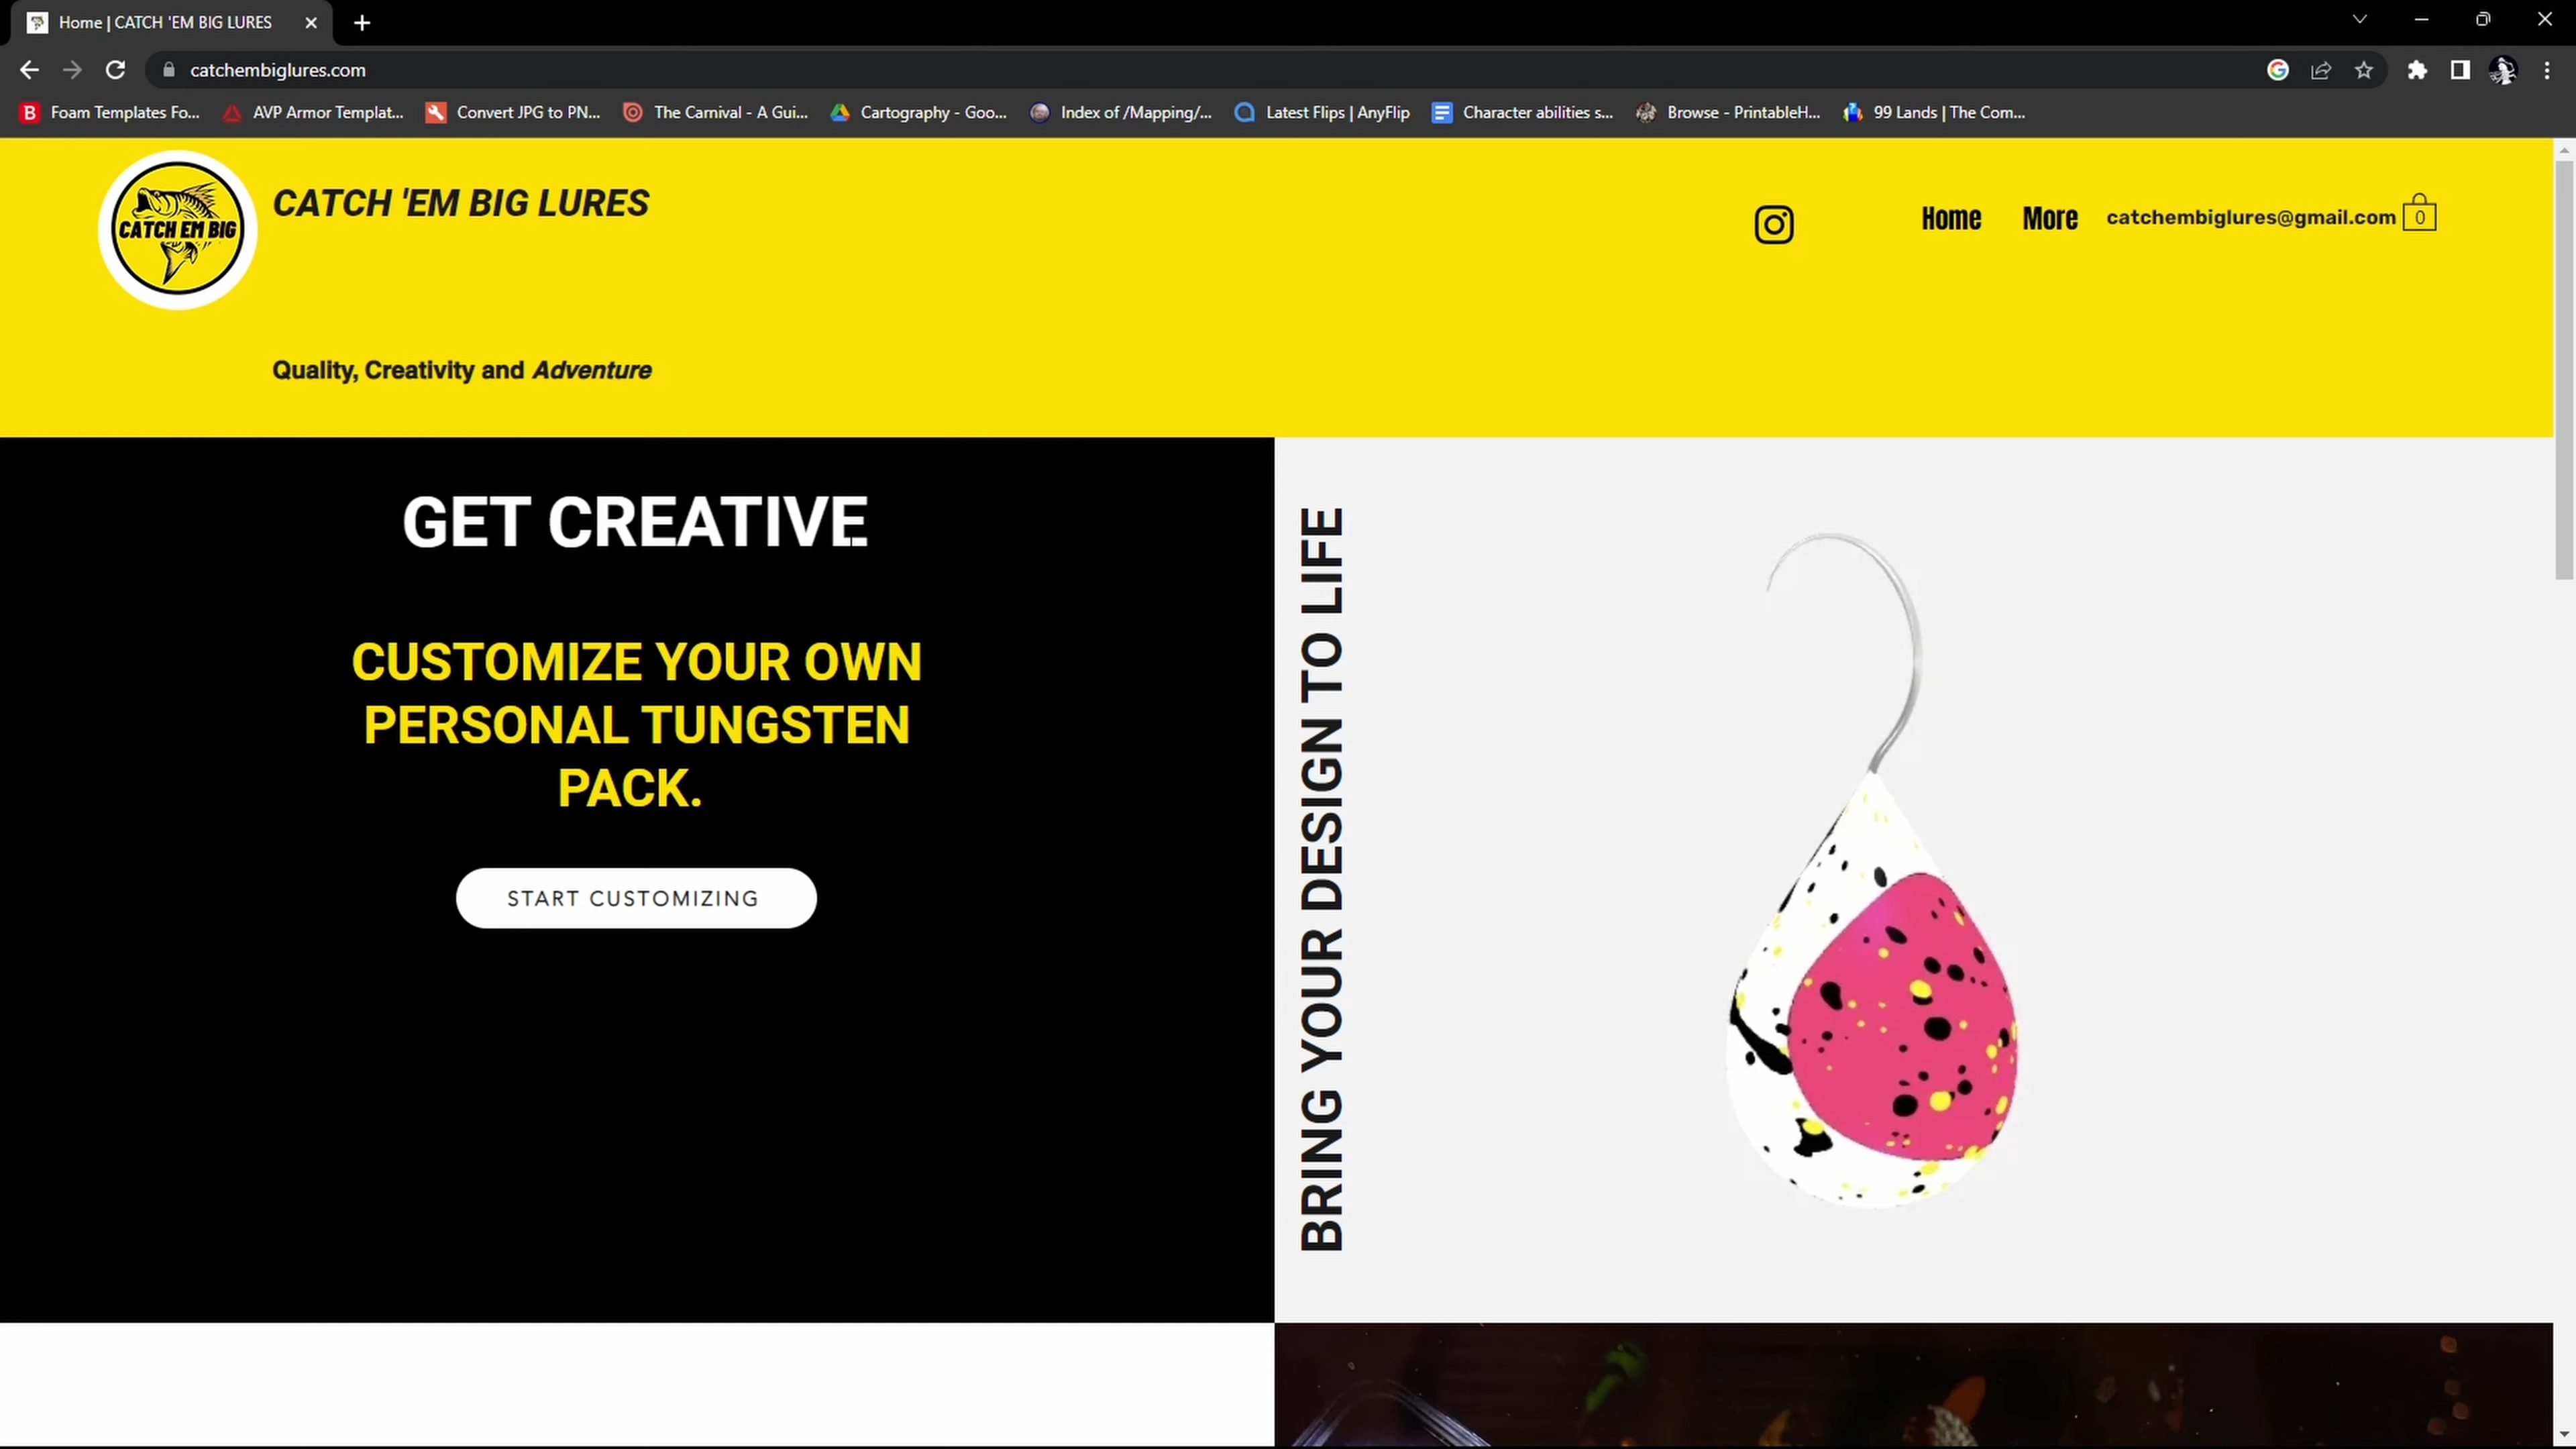 Home | CATCH 'EM BIG LURES
catchembiglures.com
Foam Templates Fo...
AVP Armor Templat...
Convert JPG to PN...
The Carnival - A Gui...
Cartography - Goo...
Index of /Mapping/...
Latest Flips | AnyFlip
Character abilities s...
Browse - PrintableH...
99 Lands | The Com...
CATCH EM BIG
CATCH 'EM BIG LURES
Home
More
catchembiglures@gmail.com
0
Quality, Creativity and Adventure
GET CREATIVE
CUSTOMIZE YOUR OWN
PERSONAL TUNGSTEN
PACK.
START CUSTOMIZING
BRING YOUR DESIGN TO LIFE